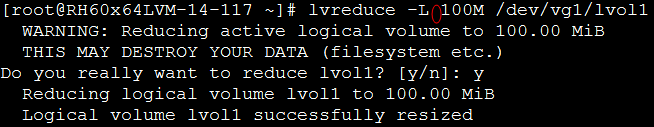 [root@RH60x64LVM-14-117 ~]# lvreduce -L 100M /dev/vg1/lvol1
WARNING: Reducing active logical volume to 100.00 MiB
THIS MAY DESTROY YOUR DATA (filesystem etc.)
Do you really want to reduce lvol1? [y/n]: y
Reducing logical volume lvol1 to 100.00 MiB
Logical volume lvol1 successfully resized